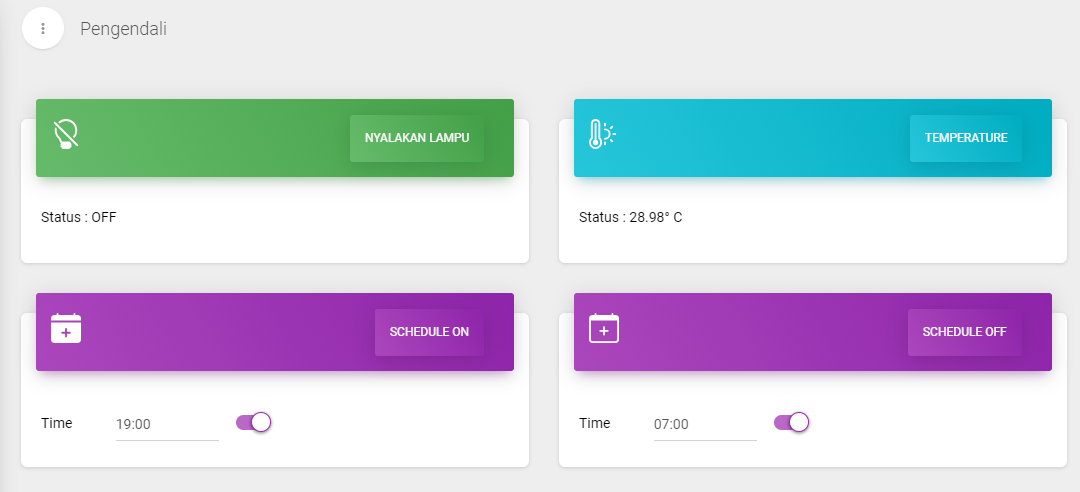 Pengendali
NYALAKAN LAMPU
Status : OFF
TEMPERATURE
Status : 28.98° C
SCHEDULE ON
Time 19:00
SCHEDULE OFF
Time 07:00